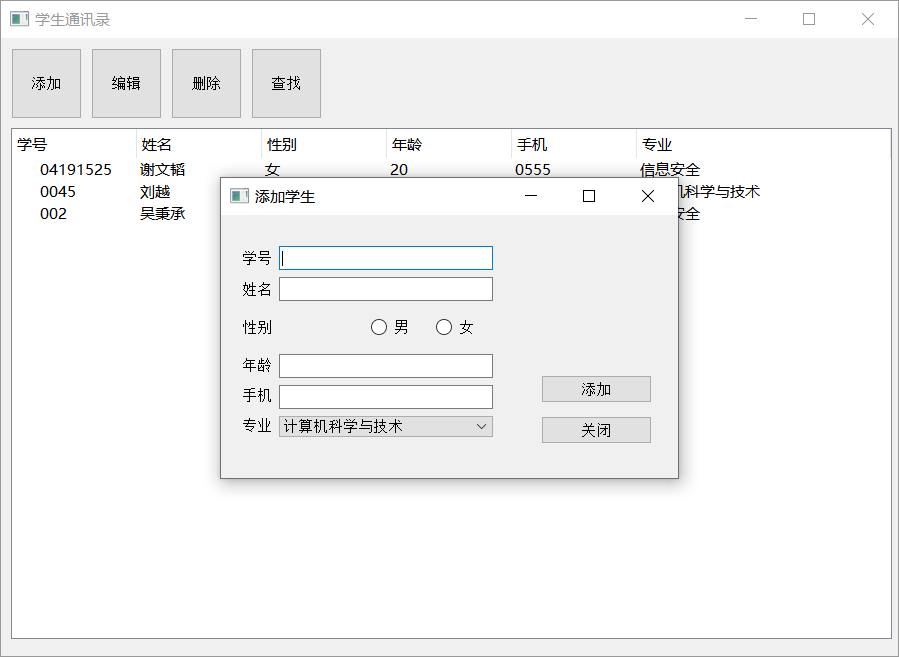 学生通讯录
添加 编辑 删除 查找
学号 姓名 性别 年龄 手机 专业
04191525 谢文韬 女 20 0555 信息安全
0045 刘越 机科学与技术
002 吴秉承 安全
添加学生
学号
姓名
性别 男 女
年龄
手机
添加
专业 计算机科学与技术
关闭